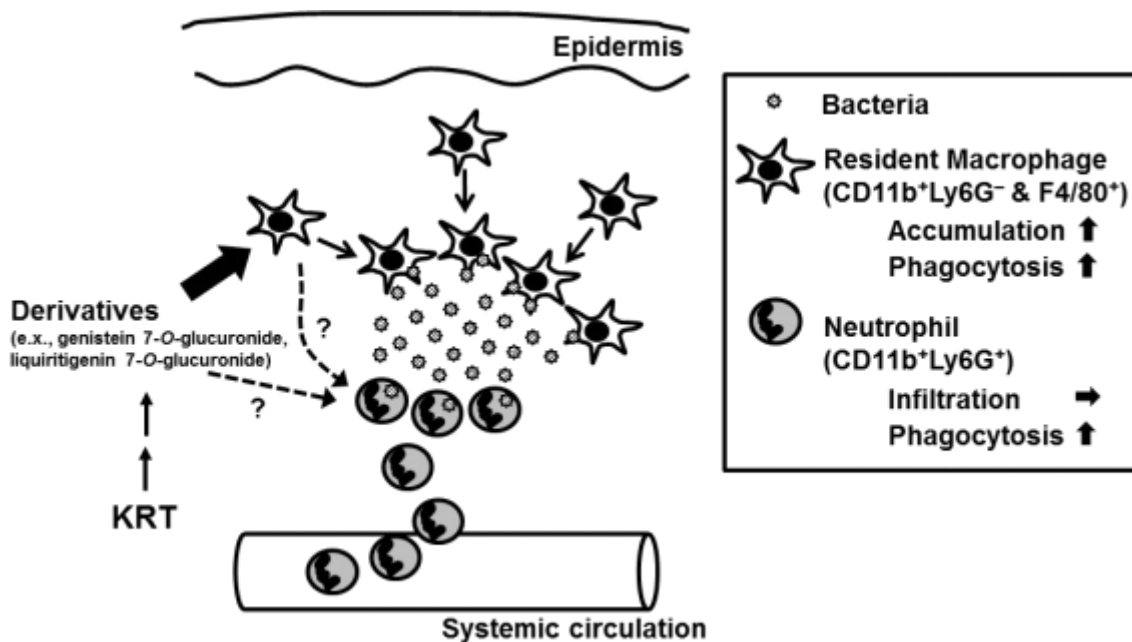 Epidermis
Derivatives
(e.x., genistein 7-O-glucuronide,
liquiritigenin 7-O-glucuronide)
?
?
KRT
Systemic circulation
Bacteria
Resident Macrophage
(CD11b⁺Ly6G⁻ & F4/80⁺)
Accumulation ⬆
Phagocytosis ⬆
Neutrophil
(CD11b⁺Ly6G⁺)
Infiltration ➡
Phagocytosis ⬆